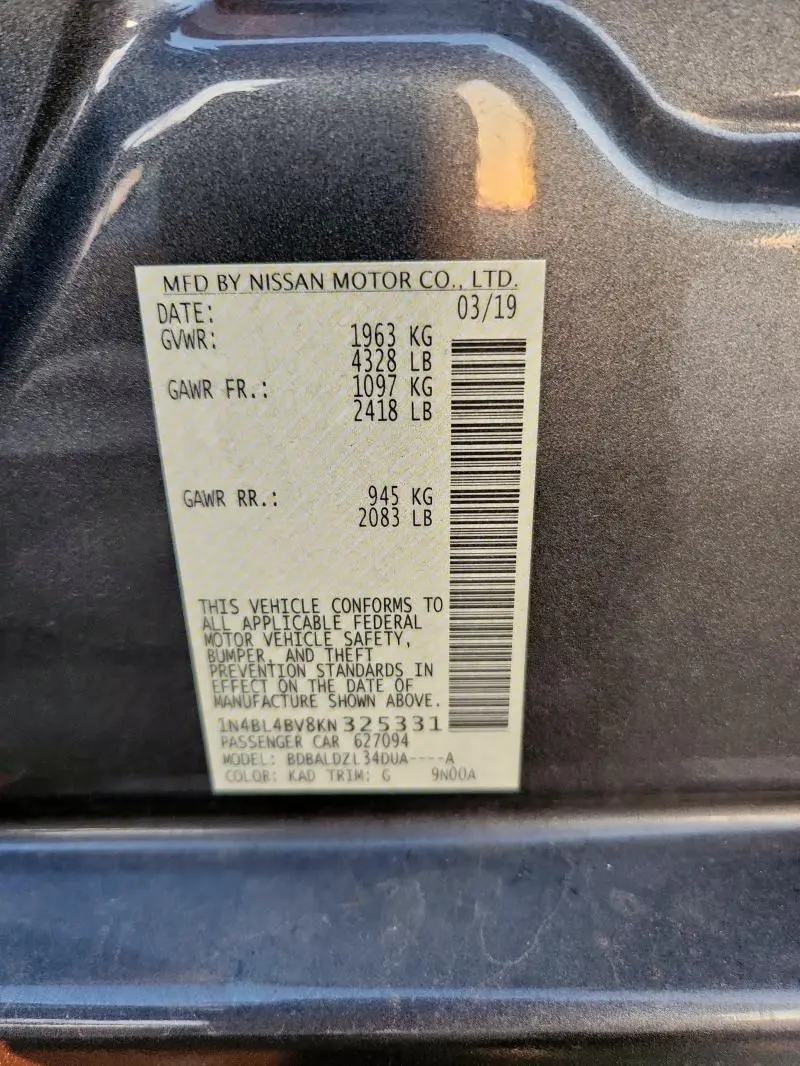 MFD BY NISSAN MOTOR CO., LTD.
DATE: 03/19
GVWR: 1963 KG
4328 LB
GAWR FR.: 1097 KG
2418 LB
GAWR RR.: 945 KG
2083 LB
THIS VEHICLE CONFORMS TO
ALL APPLICABLE FEDERAL
MOTOR VEHICLE SAFETY,
BUMPER, AND THEFT
PREVENTION STANDARDS IN
EFFECT ON THE DATE OF
MANUFACTURE SHOWN ABOVE.
1N4BL4BV8KN325331
PASSENGER CAR 627094
MODEL: BDBALDZL34DUA----A
COLOR: KAD TRIM: G 9N00A